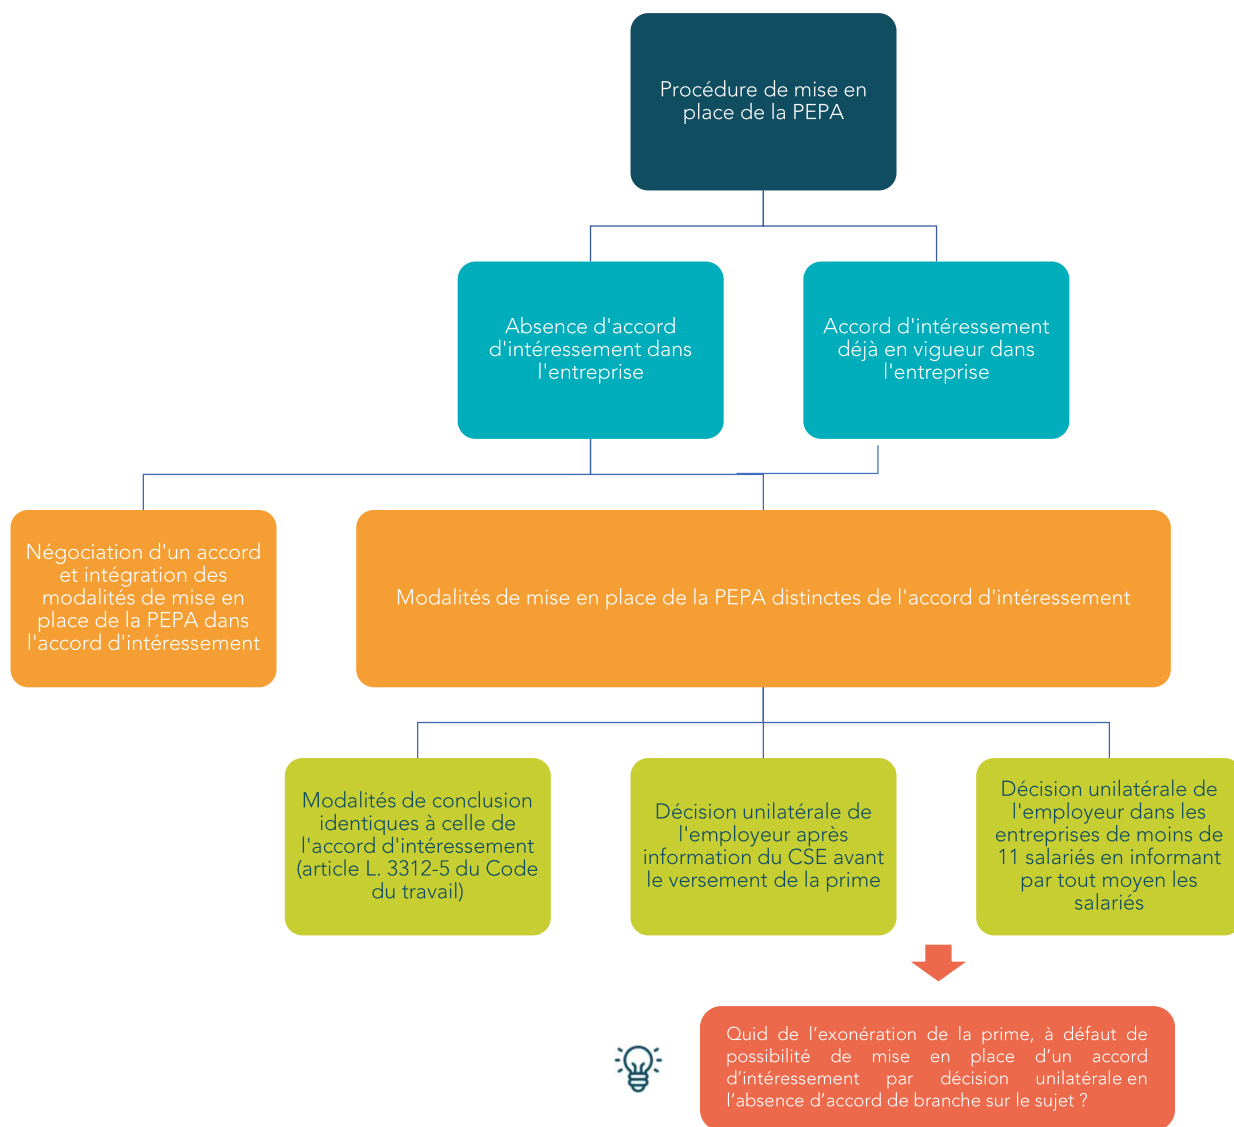 Procédure de mise en
place de la PEPA
Absence d'accord
d'intéressement dans
l'entreprise
Accord d'intéressement
déjà en vigueur dans
l'entreprise
Négociation d'un accord
et intégration des
modalités de mise en
place de la PEPA dans
l'accord d'intéressement
Modalités de mise en place de la PEPA distinctes de l'accord d'intéressement
Modalités de conclusion
identiques à celle de
l'accord d'intéressement
(article L. 3312-5 du Code
du travail)
Décision unilatérale de
l'employeur après
information du CSE avant
le versement de la prime
Décision unilatérale de
l'employeur dans les
entreprises de moins de
11 salariés en informant
par tout moyen les
salariés
Quid de l’exonération de la prime, à défaut de
possibilité de mise en place d’un accord
d’intéressement par décision unilatérale en
l’absence d’accord de branche sur le sujet ?